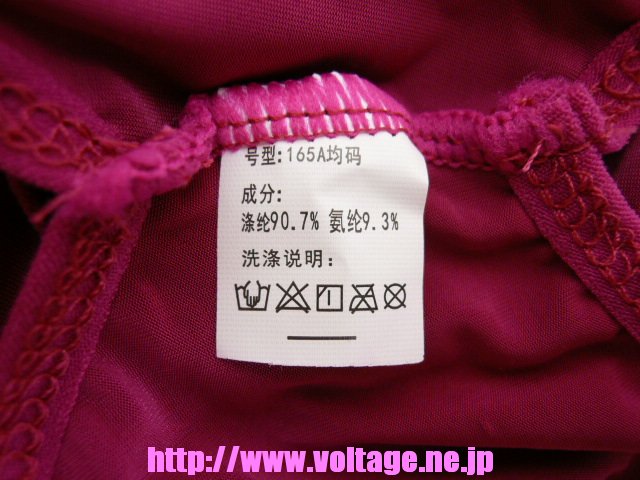 号型:165A均码
成分:
涤纶90.7% 氨纶9.3%
洗涤说明:
http://www.voltage.ne.jp